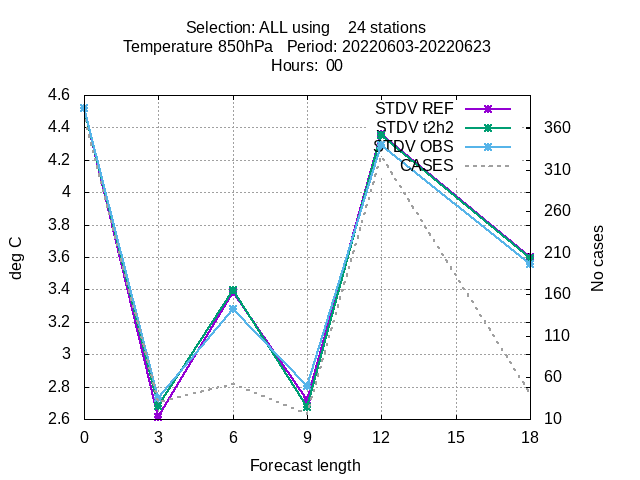 Selection: ALL using    24 stations
Temperature 850hPa   Period: 20220603-20220623
Hours:  00
4.6
4.4
4.2
4
3.8
3.6
3.4
3.2
3
2.8
2.6
deg C
STDV REF
STDV t2h2
STDV OBS
CASES
360
310
260
210
160
110
60
10
No cases
0 3 6 9 12 15 18
Forecast length